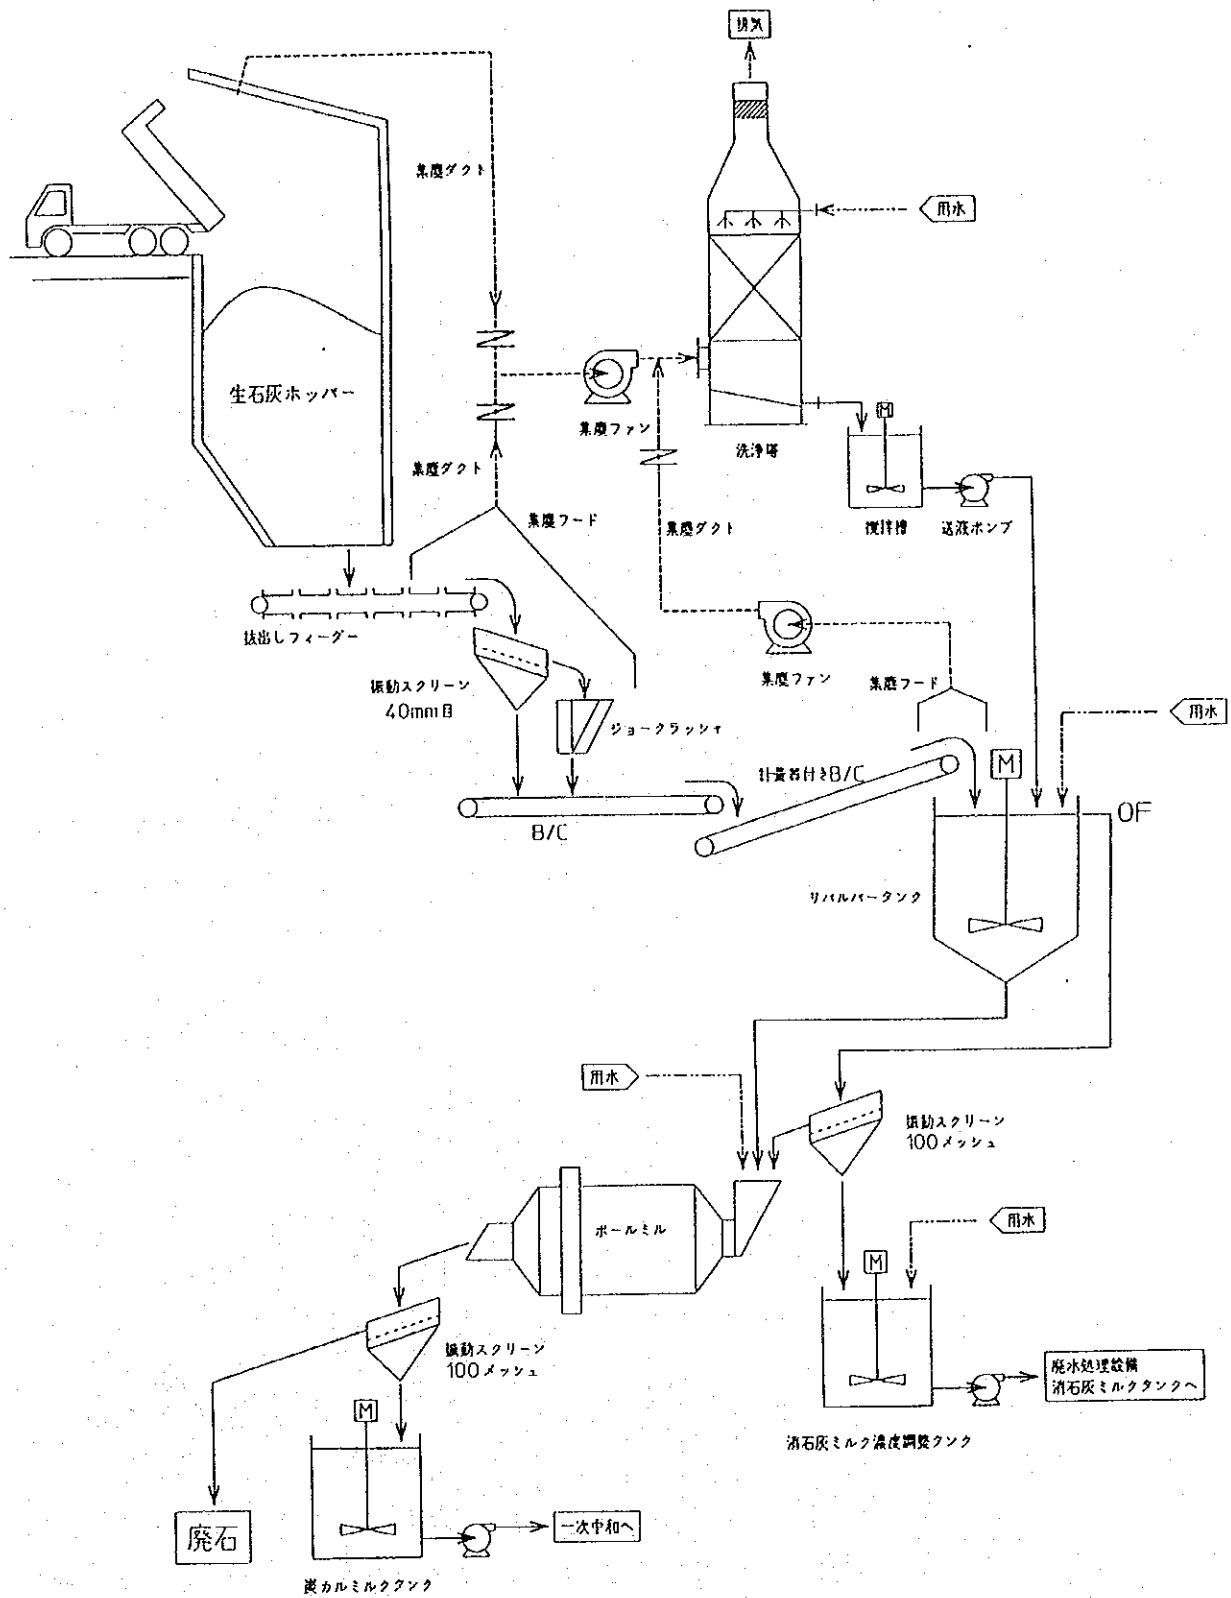 排気
集塵ダクト
用水
生石灰ホッパー
集塵ファン
洗浄塔
集塵ダクト
M
集塵フード
集塵ダクト
撹拌槽
送液ポンプ
抜出しフィーダー
振動スクリーン
40mm目
集塵ファン
集塵フード
用水
ジョークラッシャ
計量器付きB/C
M
B/C
OF
リパルパータンク
用水
振動スクリーン
100メッシュ
ボールミル
用水
M
振動スクリーン
100メッシュ
廃水処理設備
消石灰ミルクタンクへ
M
消石灰ミルク濃度調整タンク
廃石
一次中和へ
炭カルミルクタンク